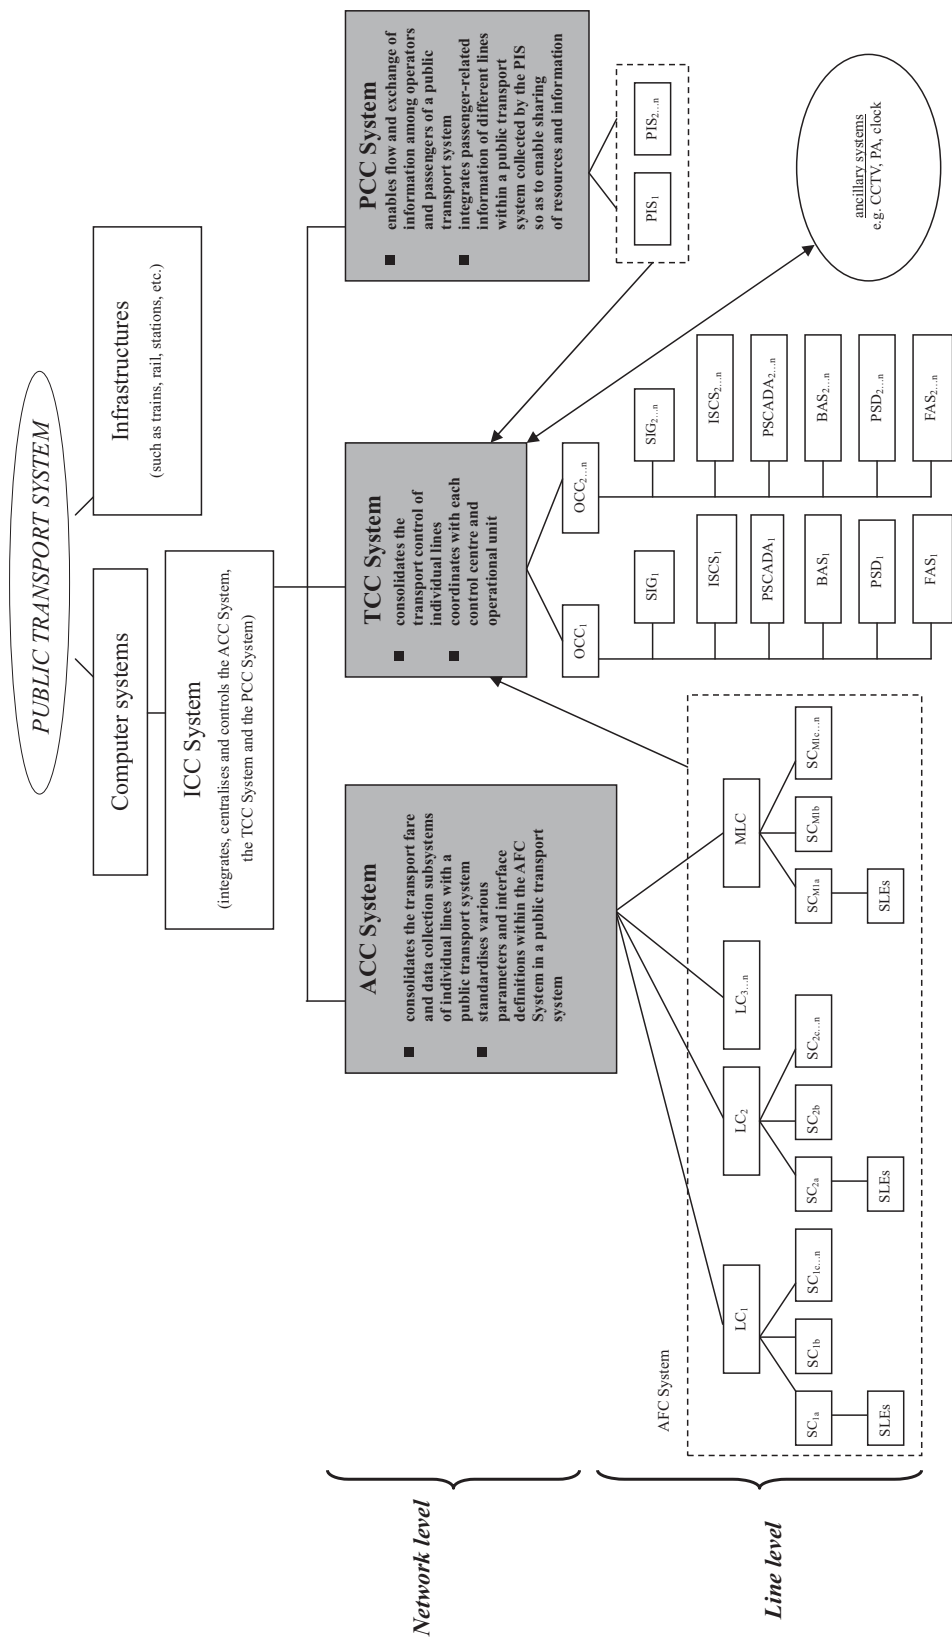 PUBLIC TRANSPORT SYSTEM
Computer systems
Infrastructures
(such as trains, rail, stations, etc.)
ICC System
(integrates, centralises and controls the ACC System,
the TCC System and the PCC System)
Network level
ACC System
■ consolidates the transport fare
and data collection subsystems
of individual lines with a
public transport system
■ standardises various
parameters and interface
definitions within the AFC
System in a public transport
system
TCC System
■ consolidates the
transport control of
individual lines
■ coordinates with each
control centre and
operational unit
PCC System
■ enables flow and exchange of
information among operators
and passengers of a public
transport system
■ integrates passenger-related
information of different lines
within a public transport
system collected by the PIS
so as to enable sharing
of resources and information
Line level
AFC System
LC1
LC2
LC3…n
MLC
SC1a
SC1b
SC1c…n
SC2a
SC2b
SC2c…n
SCM1a
SCM1b
SCM1c…n
SLEs
SLEs
SLEs
OCC1
OCC2…n
SIG1
SIG2…n
ISCS1
ISCS2…n
PSCADA1
PSCADA2…n
BAS1
BAS2…n
PSD1
PSD2…n
FAS1
FAS2…n
PIS1
PIS2…n
ancillary systems
e.g. CCTV, PA, clock